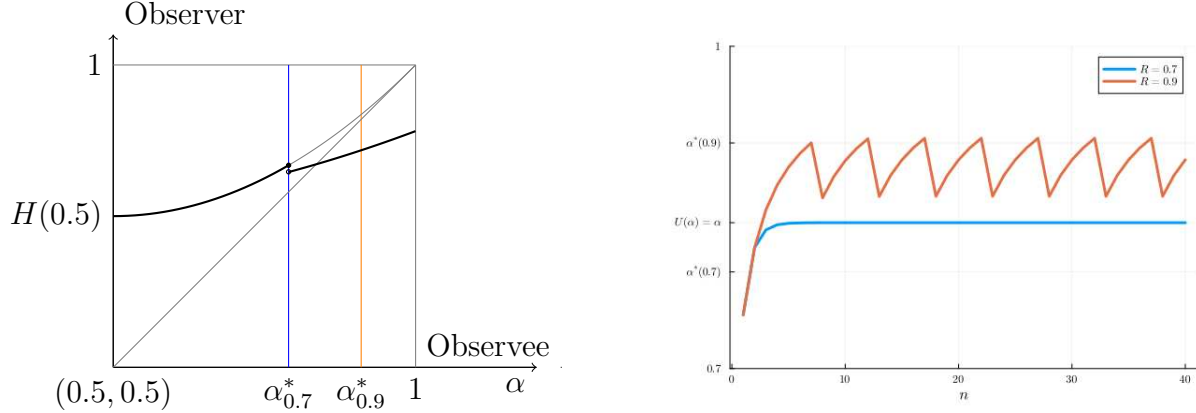 Observer
1
H(0.5)
(0.5, 0.5)
α*0.7
α*0.9
1
Observee
α
1
α*(0.9)
U(α) = α
α*(0.7)
0.7
0
10
20
30
40
n
R = 0.7
R = 0.9